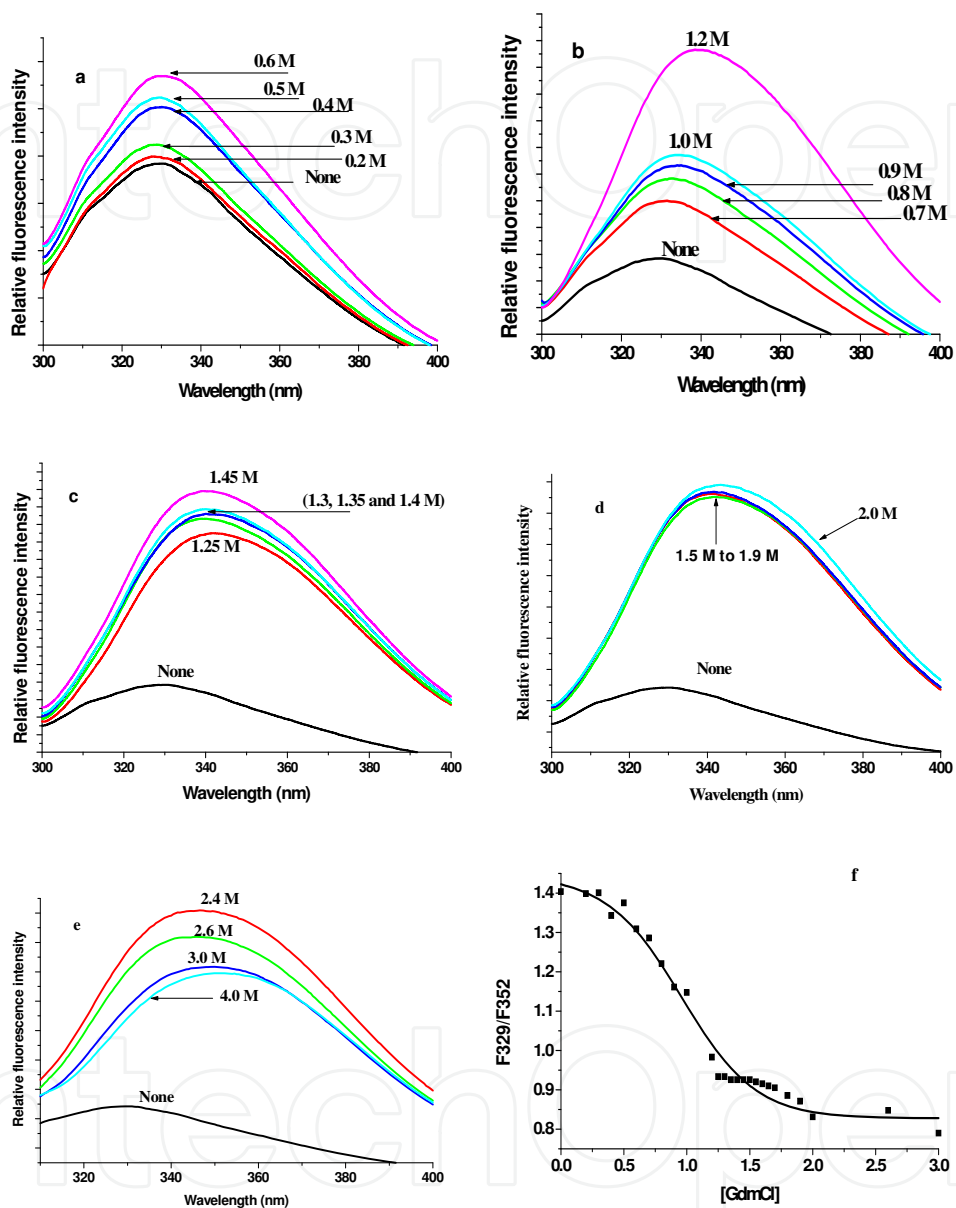 a
0.6 M
0.5 M
0.4 M
0.3 M
0.2 M
None
Relative fluorescence intensity
300 320 340 360 380 400
Wavelength (nm)
b
1.2 M
1.0 M
0.9 M
0.8 M
0.7 M
None
Relative fluorescence intensity
300 320 340 360 380 400
Wavelength (nm)
c
1.45 M
(1.3, 1.35 and 1.4 M)
1.25 M
None
Relative fluorescence intensity
300 320 340 360 380 400
Wavelength (nm)
d
2.0 M
1.5 M to 1.9 M
None
Relative fluorescence intensity
300 320 340 360 380 400
Wavelength (nm)
e
2.4 M
2.6 M
3.0 M
4.0 M
None
Relative fluorescence intensity
320 340 360 380 400
Wavelength (nm)
f
1.4
1.3
1.2
1.1
1.0
0.9
0.8
F329/F352
0.0 0.5 1.0 1.5 2.0 2.5 3.0
[GdmCl]
ntechOpe
ntechOpe